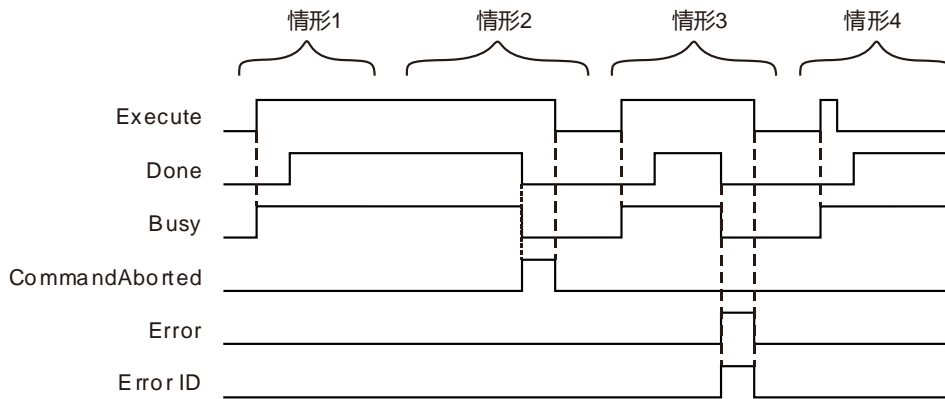 情形1 情形2 情形3 情形4
Execute
Done
Busy
CommandAborted
Error
Error ID